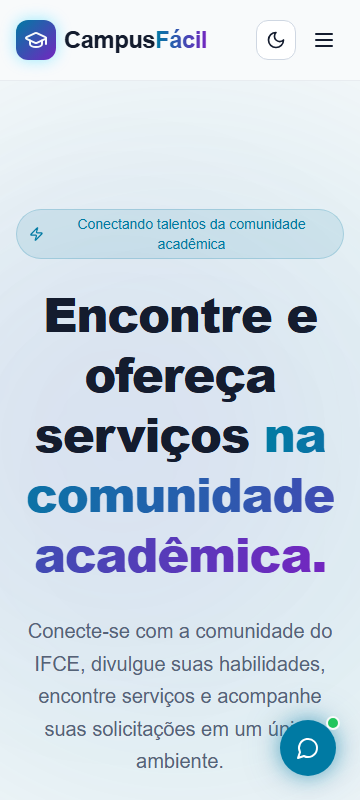 CampusFácil
Conectando talentos da comunidade
acadêmica
Encontre e
ofereça
serviços na
comunidade
acadêmica.
Conecte-se com a comunidade do
IFCE, divulgue suas habilidades,
encontre serviços e acompanhe
suas solicitações em um
ambiente.